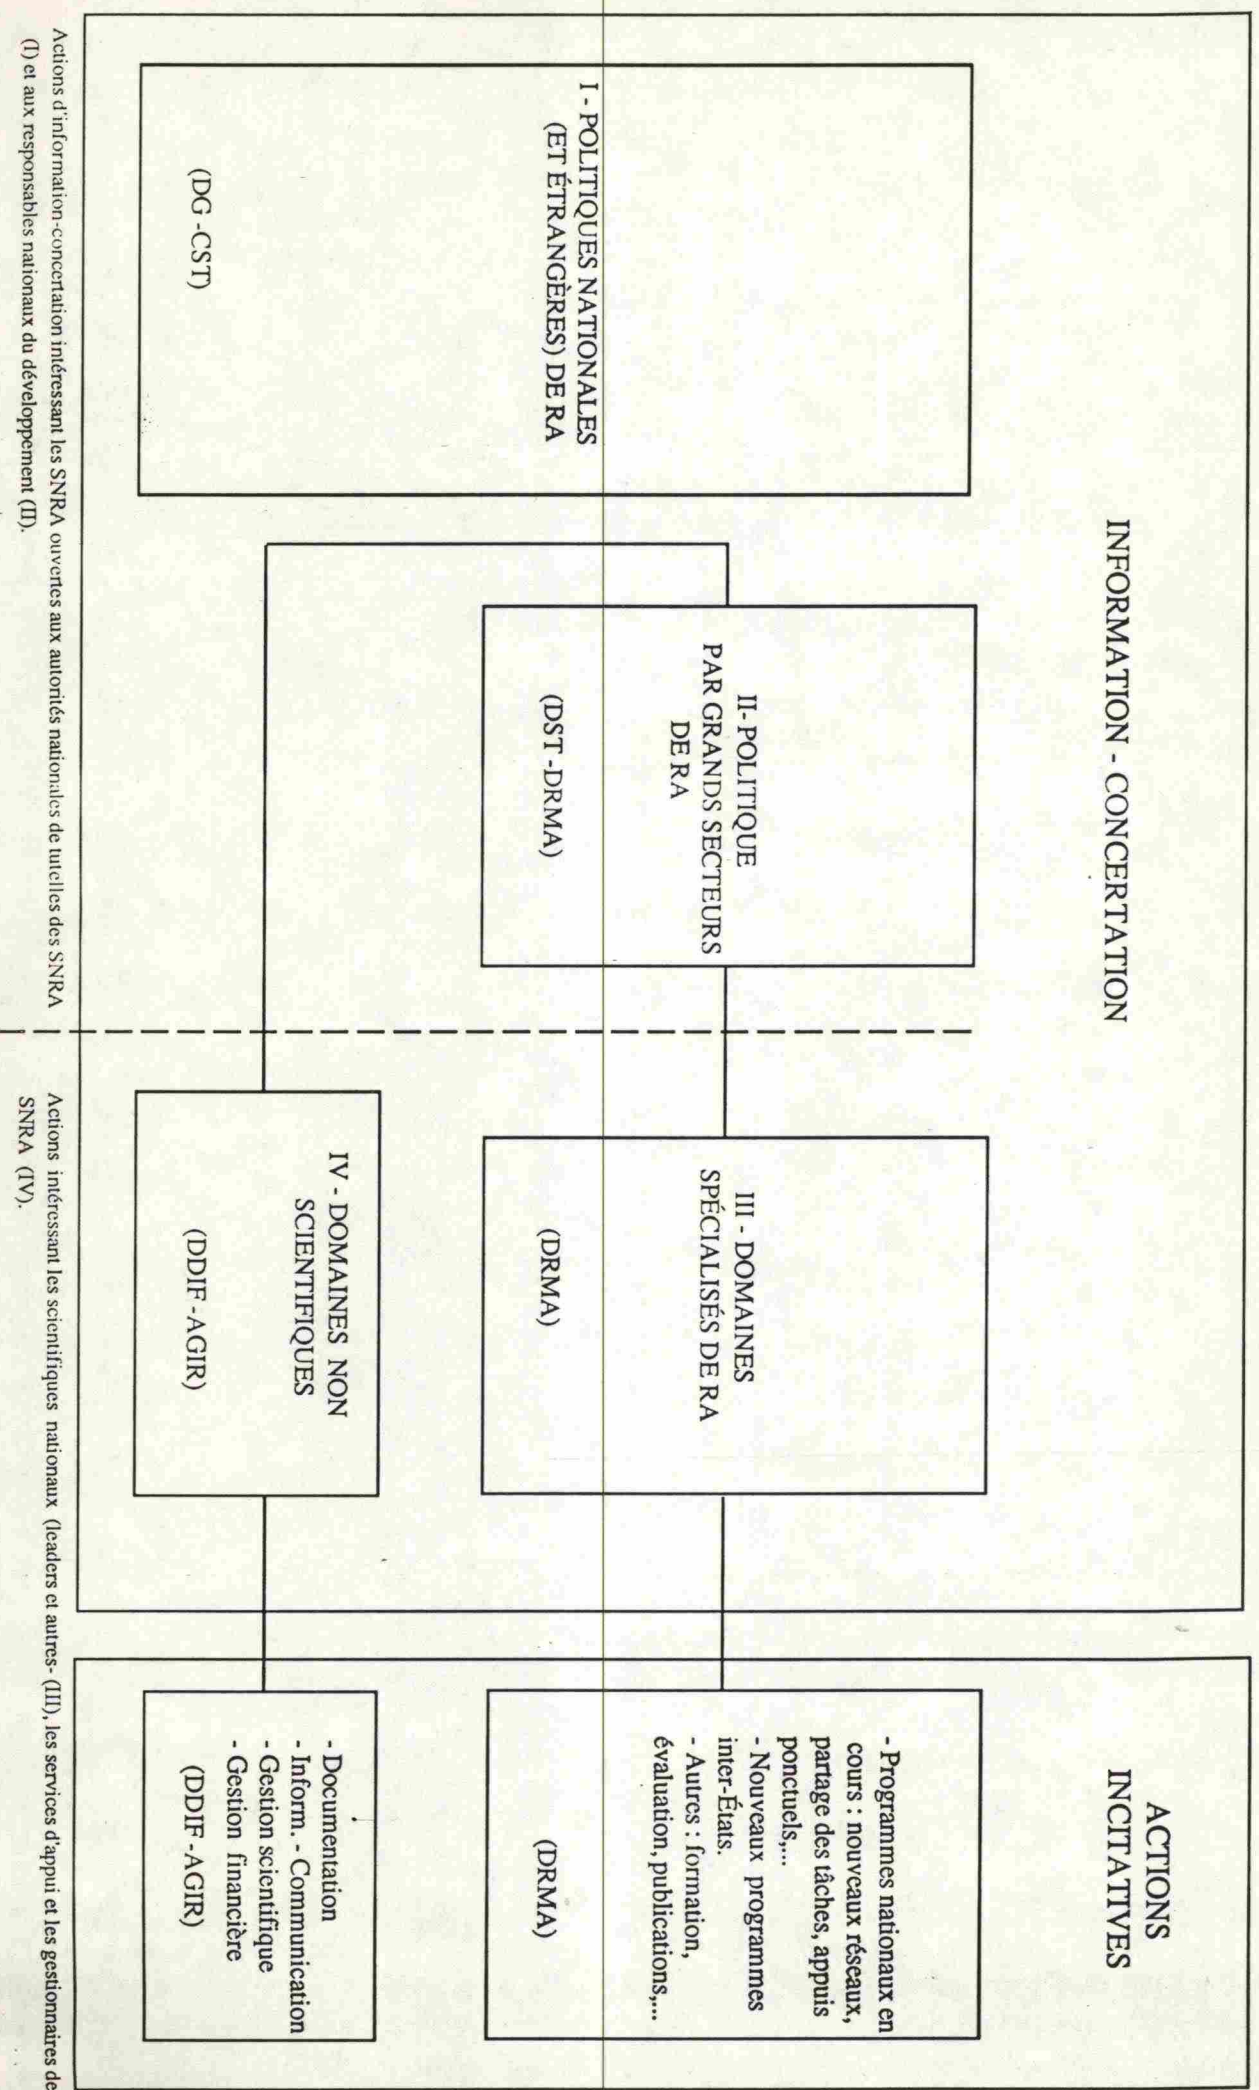 INFORMATION - CONCERTATION
I - POLITIQUES NATIONALES
(ET ÉTRANGÈRES) DE RA
(DG -CST)
II- POLITIQUE
PAR GRANDS SECTEURS
DE RA
(DST -DRMA)
III - DOMAINES
SPÉCIALISÉS DE RA
(DRMA)
IV - DOMAINES NON
SCIENTIFIQUES
(DDIF -AGIR)
ACTIONS
INCITATIVES
- Programmes nationaux en
cours : nouveaux réseaux,
partage des tâches, appuis
ponctuels,...
- Nouveaux programmes
inter-États.
- Autres : formation,
évaluation, publications,...
(DRMA)
- Documentation
- Inform. - Communication
- Gestion scientifique
- Gestion financière
(DDIF -AGIR)
Actions d'information-concertation intéressant les SNRA ouvertes aux autorités nationales de tutelles des SNRA
(I) et aux responsables nationaux du développement (II).
Actions intéressant les scientifiques nationaux (leaders et autres- (III), les services d'appui et les gestionnaires de
SNRA (IV).